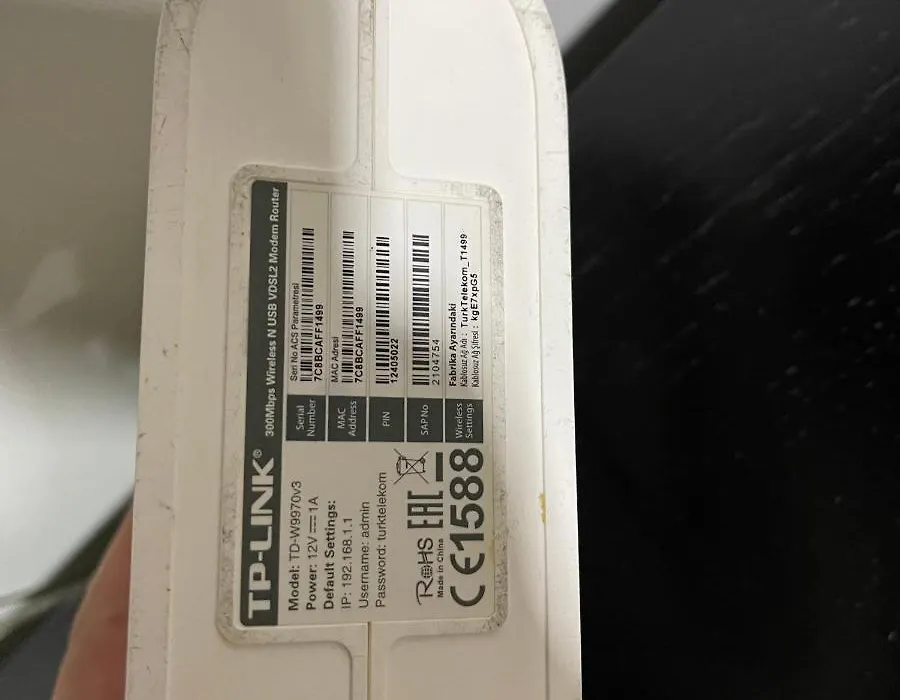 TP-LINK® 300Mbps Wireless N USB VDSL2 Modem Router
Model: TD-W9970v3
Power: 12V ⎓ 1A
Default Settings:
IP: 192.168.1.1
Username: admin
Password: turktelekom
RoHS EAC
Made in China
CE1588
Serial Number
Seri No ACS Parametresi
7C8BCAFF1499
MAC Address
MAC Adresi
7C8BCAFF1499
PIN
12405022
SAP No
2104754
Wireless Settings
Fabrika Ayarındaki
Kablosuz Ağ Adı : TurkTelekom_T1499
Kablosuz Ağ Şifresi : kgE7xpG5